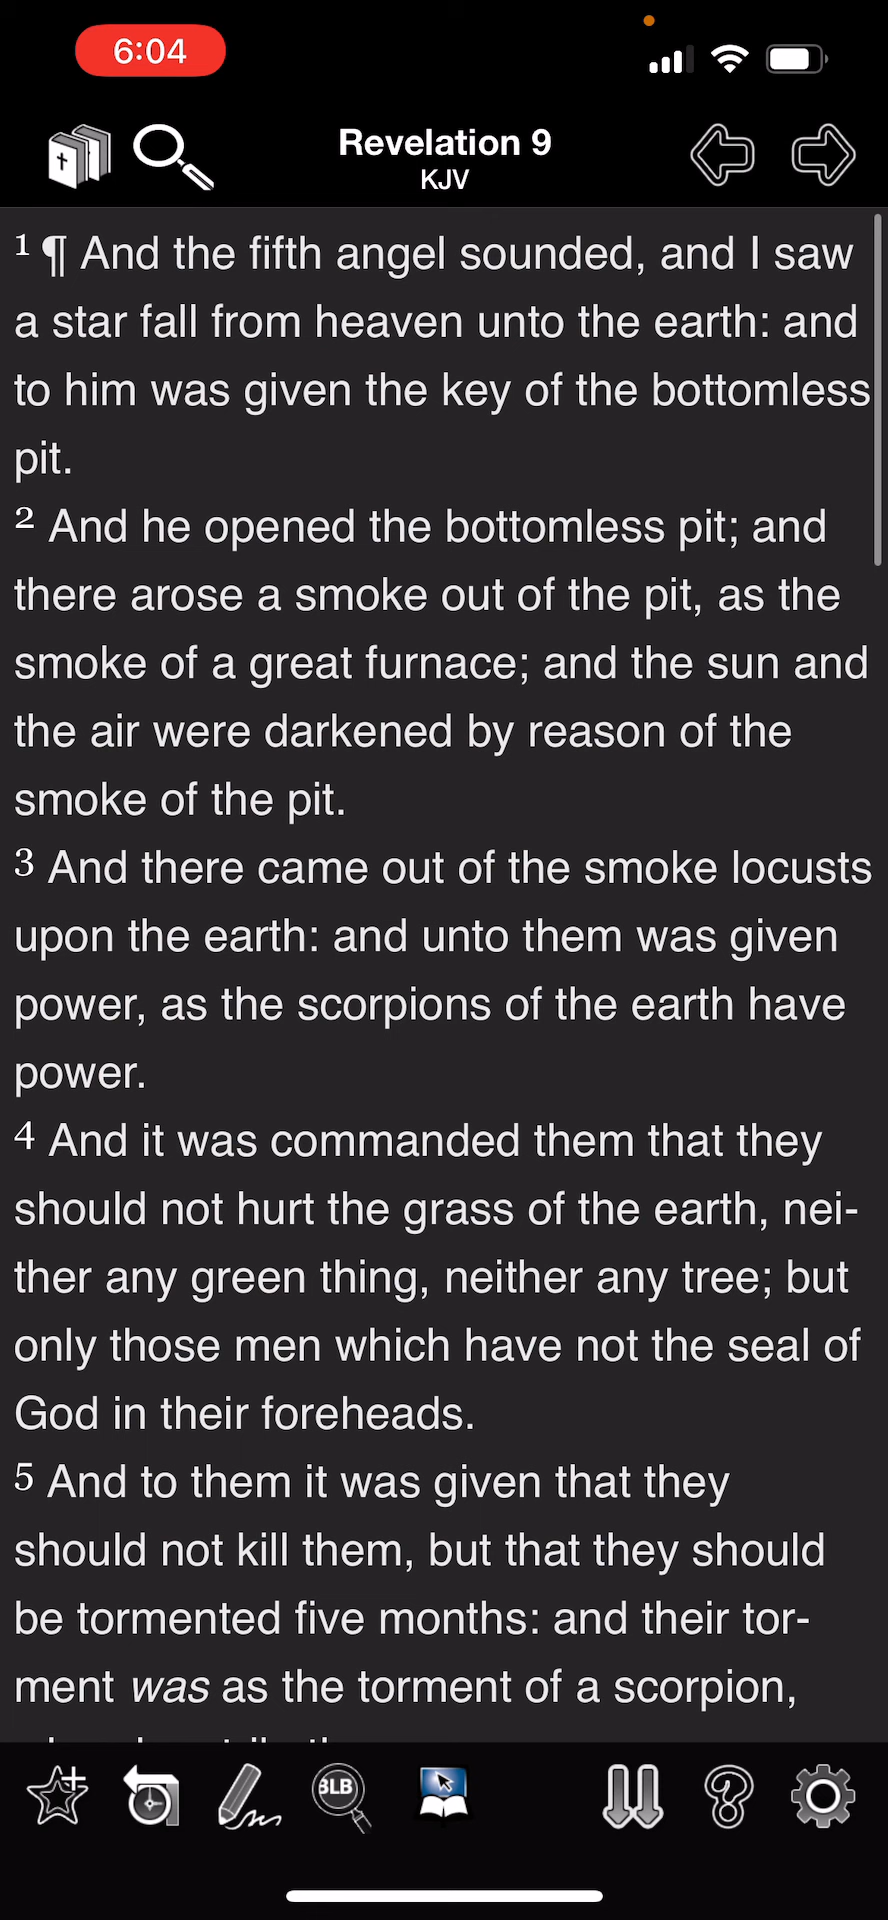 6:04
Revelation 9
KJV
1 ¶ And the fifth angel sounded, and I saw
a star fall from heaven unto the earth: and
to him was given the key of the bottomless
pit.
2 And he opened the bottomless pit; and
there arose a smoke out of the pit, as the
smoke of a great furnace; and the sun and
the air were darkened by reason of the
smoke of the pit.
3 And there came out of the smoke locusts
upon the earth: and unto them was given
power, as the scorpions of the earth have
power.
4 And it was commanded them that they
should not hurt the grass of the earth, nei-
ther any green thing, neither any tree; but
only those men which have not the seal of
God in their foreheads.
5 And to them it was given that they
should not kill them, but that they should
be tormented five months: and their tor-
ment was as the torment of a scorpion,
BLB